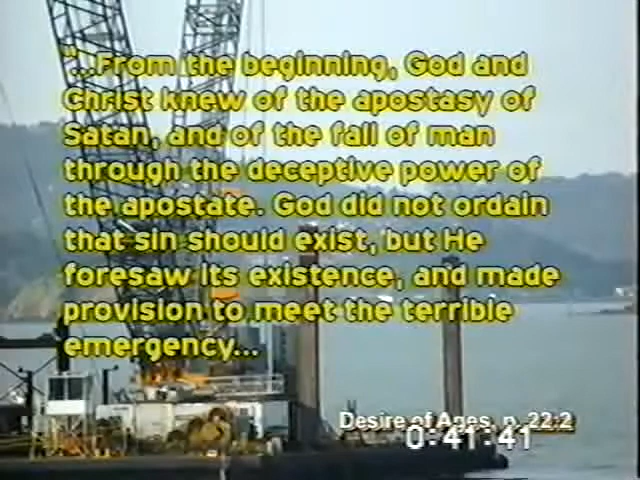 "...From the beginning, God and
Christ knew of the apostasy of
Satan, and of the fall of man
through the deceptive power of
the apostate. God did not ordain
that sin should exist, but He
foresaw its existence, and made
provision to meet the terrible
emergency...
Desire of Ages, p. 22:2
0:41:41